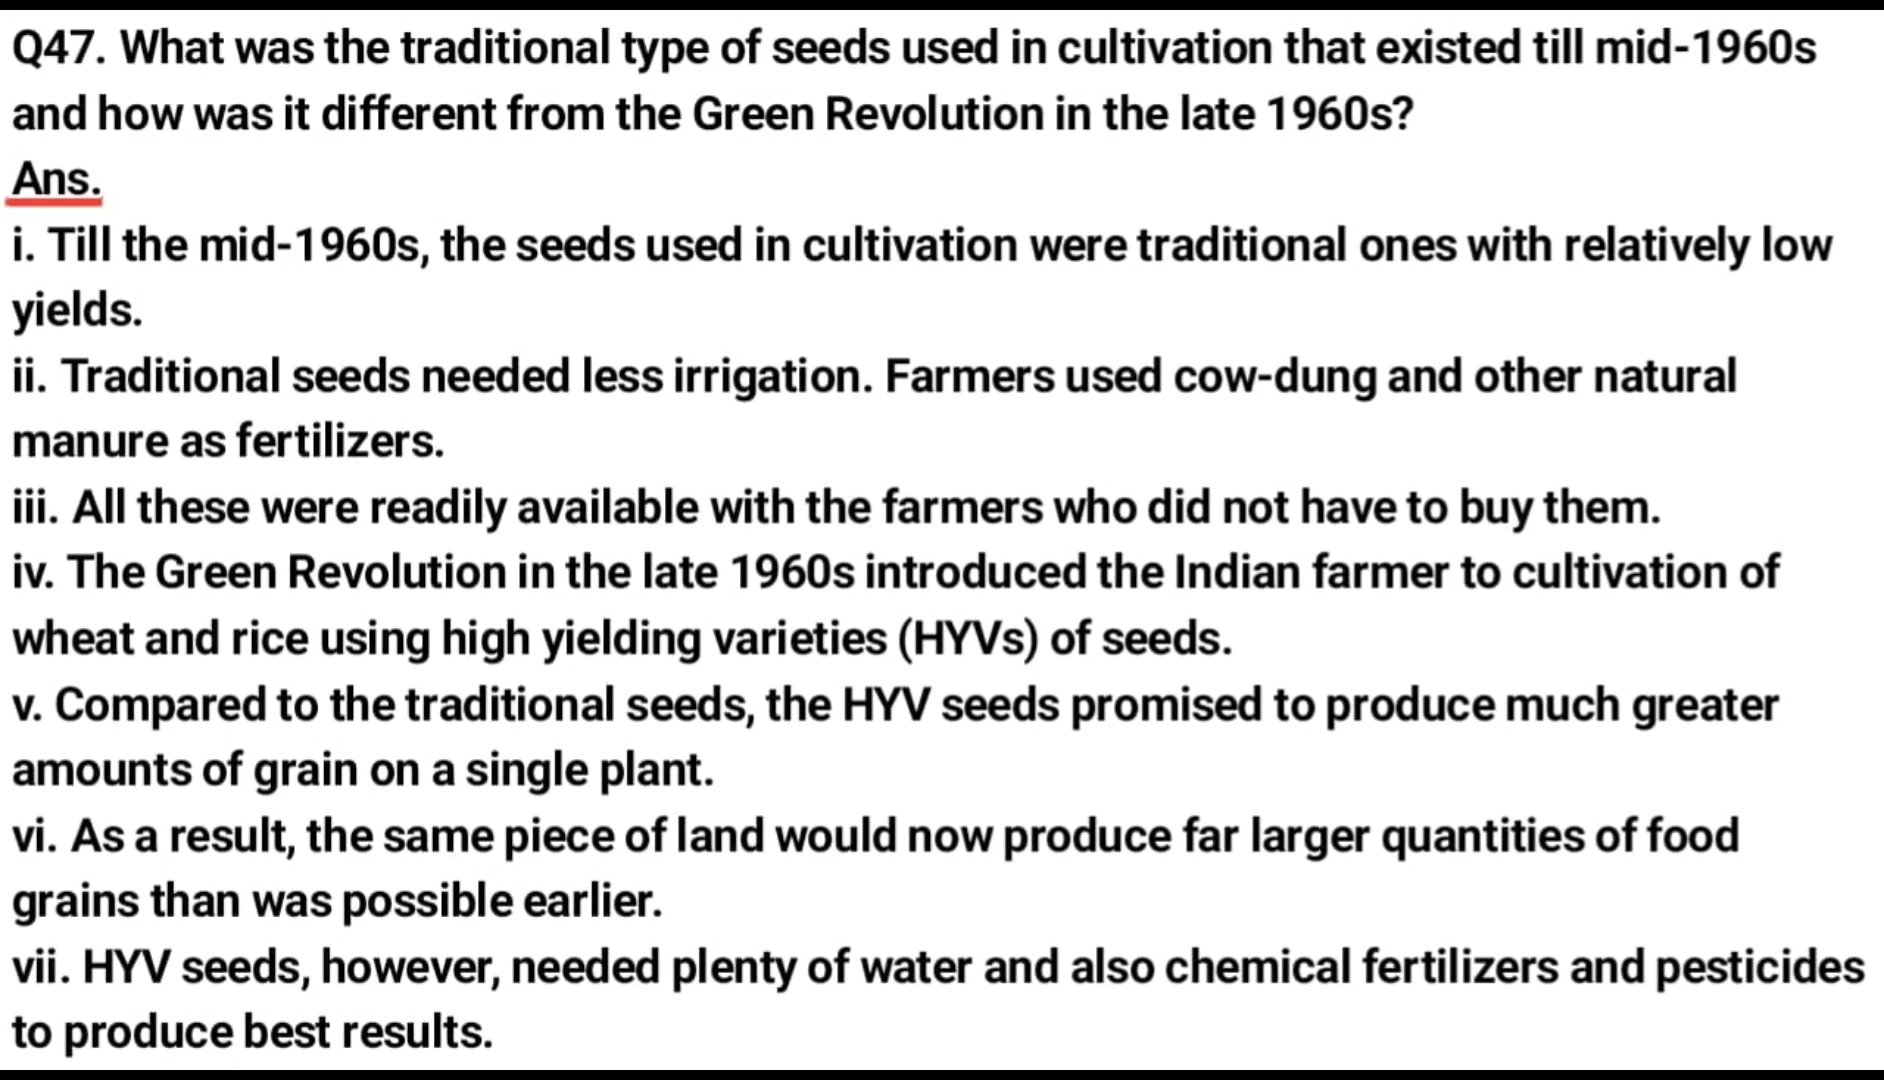 Q47. What was the traditional type of seeds used in cultivation that existed till mid-1960s
and how was it different from the Green Revolution in the late 1960s?
Ans.
i. Till the mid-1960s, the seeds used in cultivation were traditional ones with relatively low
yields.
ii. Traditional seeds needed less irrigation. Farmers used cow-dung and other natural
manure as fertilizers.
iii. All these were readily available with the farmers who did not have to buy them.
iv. The Green Revolution in the late 1960s introduced the Indian farmer to cultivation of
wheat and rice using high yielding varieties (HYVs) of seeds.
v. Compared to the traditional seeds, the HYV seeds promised to produce much greater
amounts of grain on a single plant.
vi. As a result, the same piece of land would now produce far larger quantities of food
grains than was possible earlier.
vii. HYV seeds, however, needed plenty of water and also chemical fertilizers and pesticides
to produce best results.